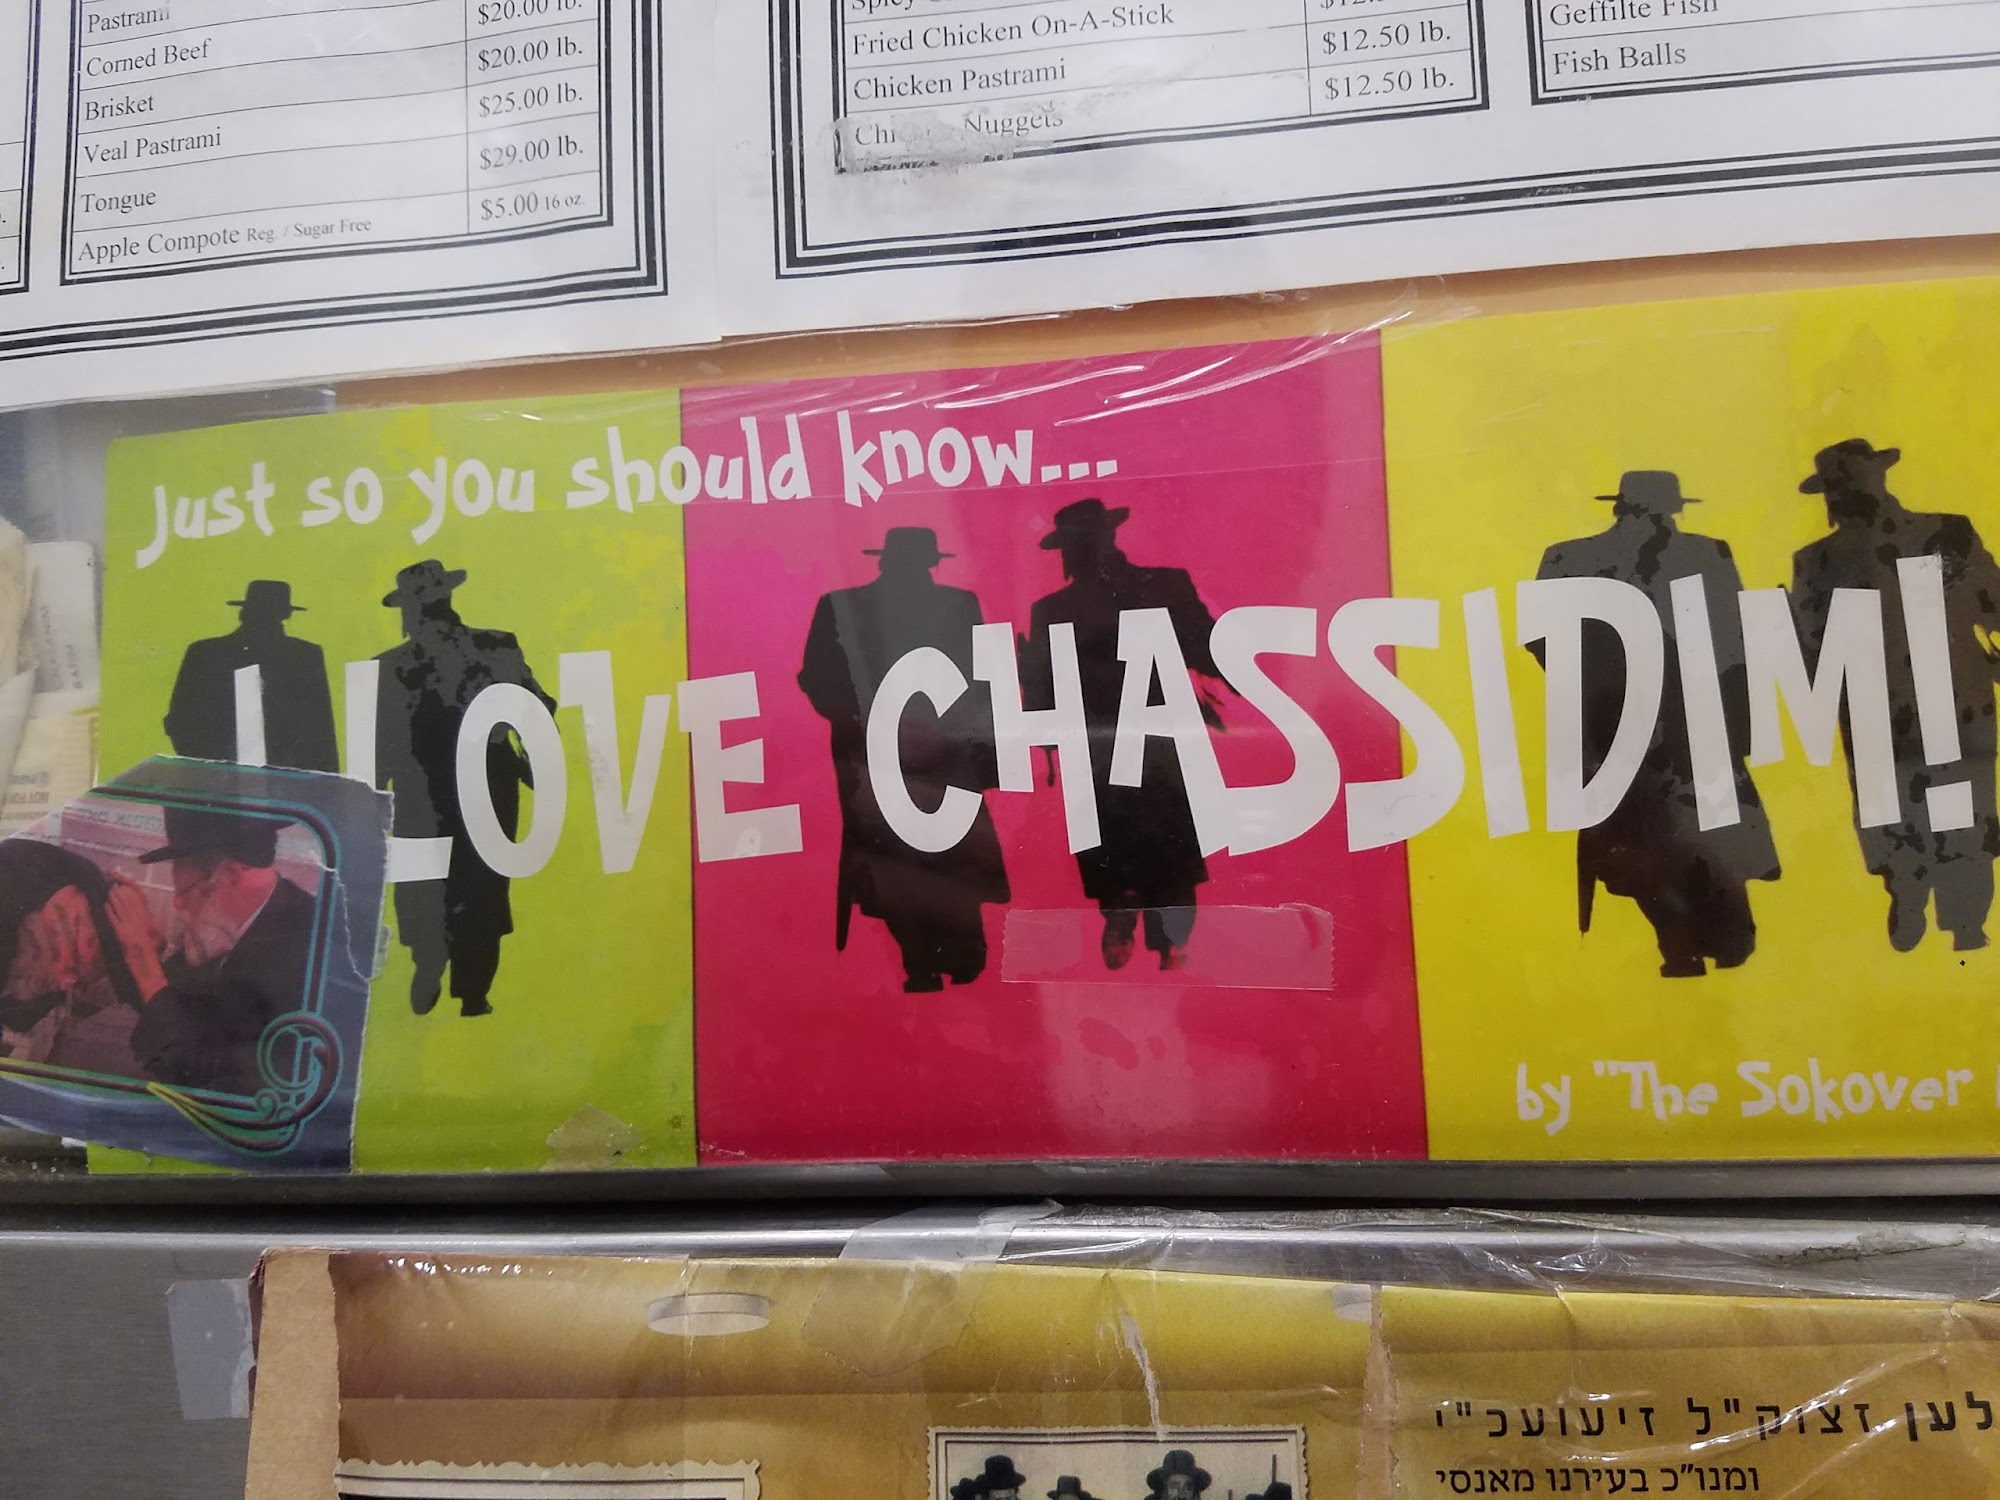 Pastrami $20.00 lb.
Corned Beef $20.00 lb.
Brisket $25.00 lb.
Veal Pastrami $29.00 lb.
Tongue $5.00 16 oz.
Apple Compote Reg. / Sugar Free
Fried Chicken On-A-Stick $12.50 lb.
Chicken Pastrami $12.50 lb.
Nuggets
Geffilte Fish
Fish Balls
Just so you should know...
I LOVE CHASSIDIM!
by "The Sokover
זצוק"ל זיעועכ"י
ומנו"כ בעירנו מאנסי